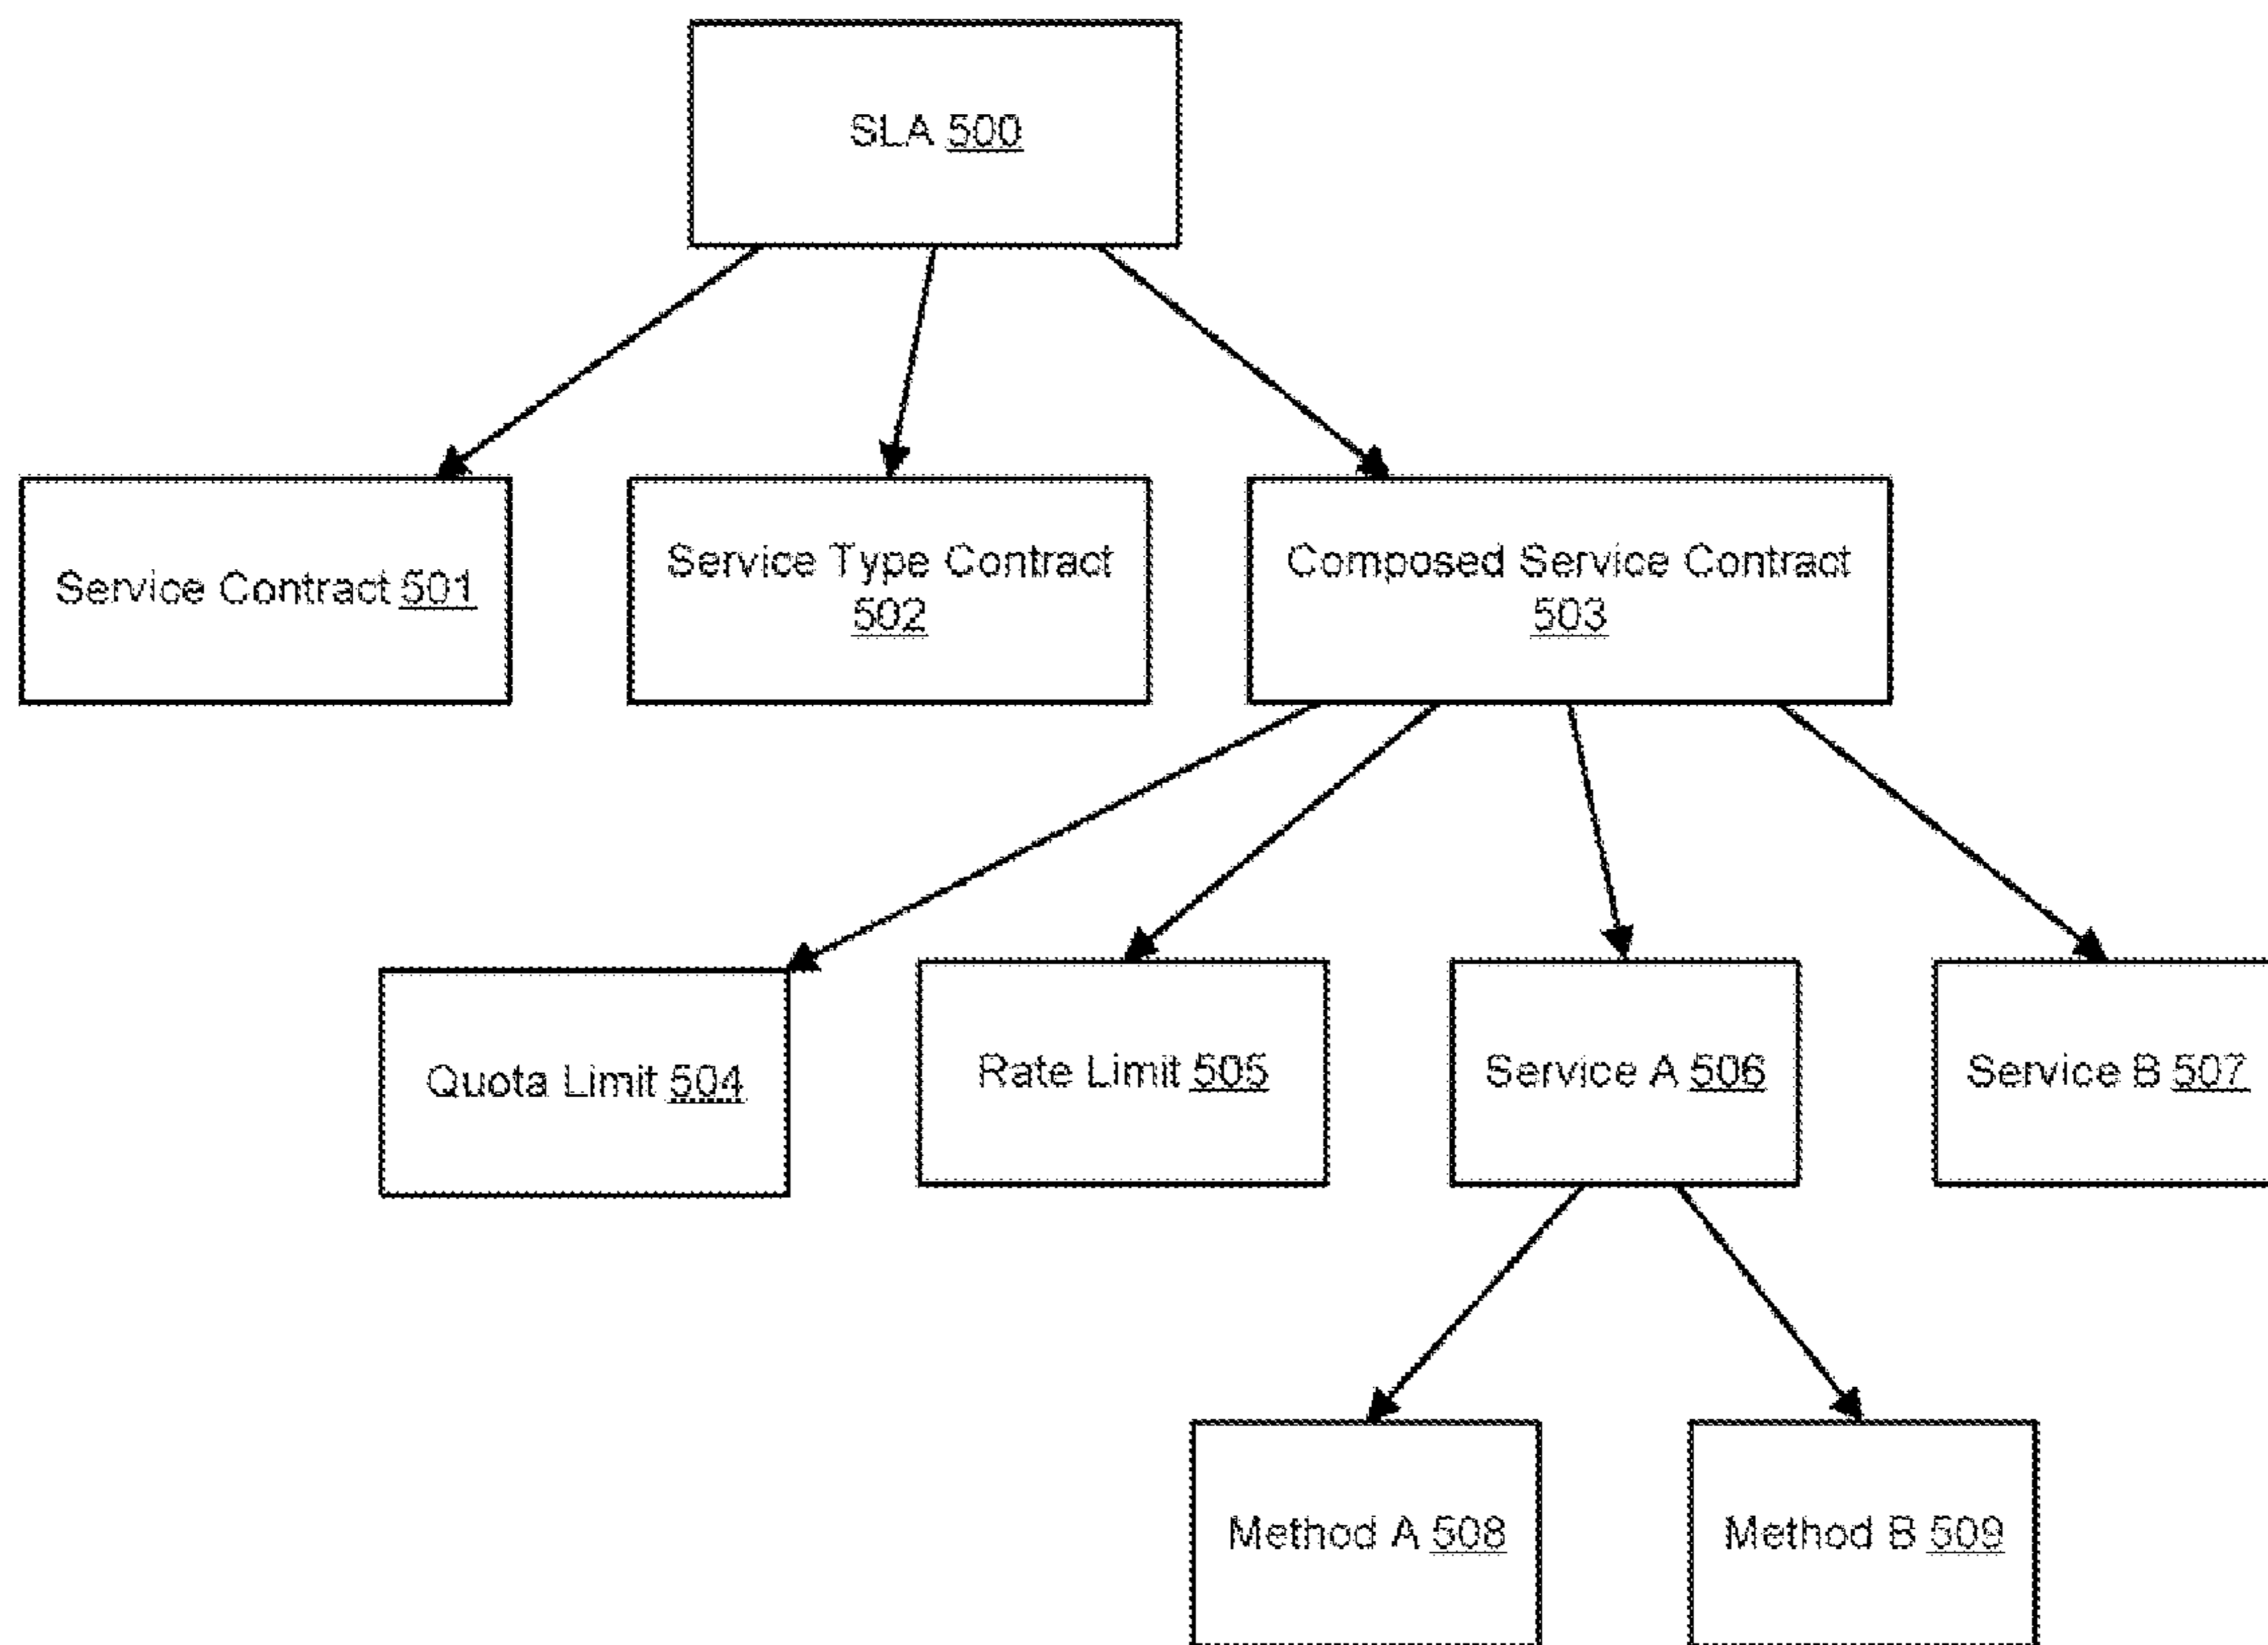 SLA 500
Service Contract 501
Service Type Contract
502
Composed Service Contract
503
Quota Limit 504
Rate Limit 505
Service A 506
Service B 507
Method A 508
Method B 509